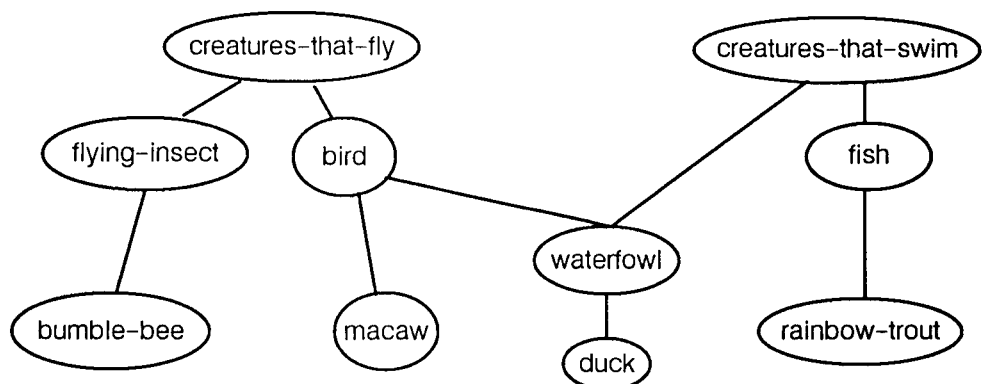 creatures-that-fly
creatures-that-swim
flying-insect
bird
fish
waterfowl
bumble-bee
macaw
duck
rainbow-trout